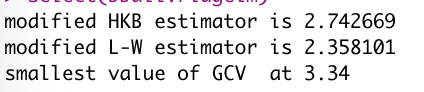 modified HKB estimator is 2.742669
modified L-W estimator is 2.358101
smallest value of GCV  at 3.34